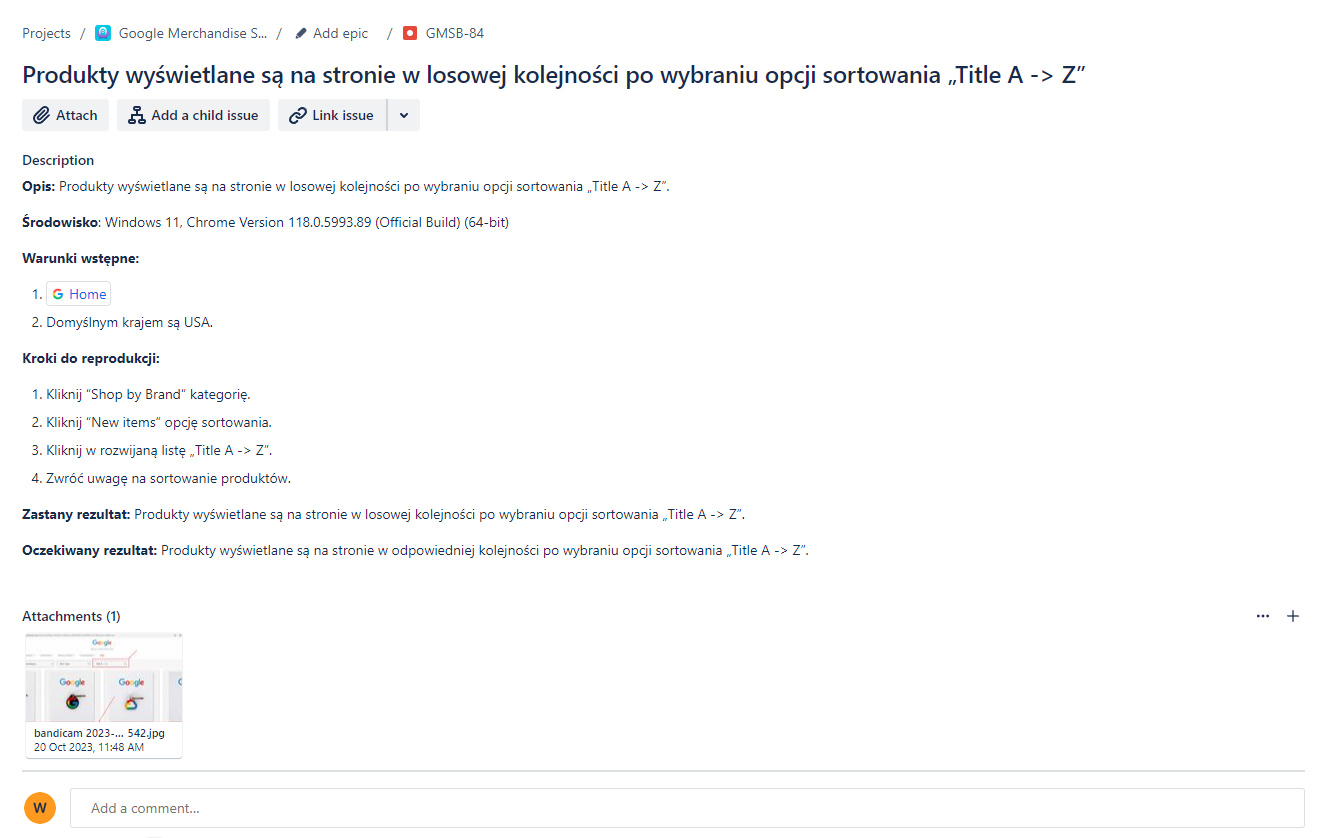 Projects / Google Merchandise S... / Add epic / GMSB-84
Produkty wyświetlane są na stronie w losowej kolejności po wybraniu opcji sortowania „Title A -> Z”
Attach Add a child issue Link issue
Description
Opis: Produkty wyświetlane są na stronie w losowej kolejności po wybraniu opcji sortowania „Title A -> Z”.
Środowisko: Windows 11, Chrome Version 118.0.5993.89 (Official Build) (64-bit)
Warunki wstępne:
1. Home
2. Domyślnym krajem są USA.
Kroki do reprodukcji:
1. Kliknij “Shop by Brand” kategorię.
2. Kliknij “New items” opcję sortowania.
3. Kliknij w rozwijaną listę „Title A -> Z”.
4. Zwróć uwagę na sortowanie produktów.
Zastany rezultat: Produkty wyświetlane są na stronie w losowej kolejności po wybraniu opcji sortowania „Title A -> Z”.
Oczekiwany rezultat: Produkty wyświetlane są na stronie w odpowiedniej kolejności po wybraniu opcji sortowania „Title A -> Z”.
Attachments (1)
Google
Google Google
bandicam 2023-... 542.jpg
20 Oct 2023, 11:48 AM
W Add a comment...